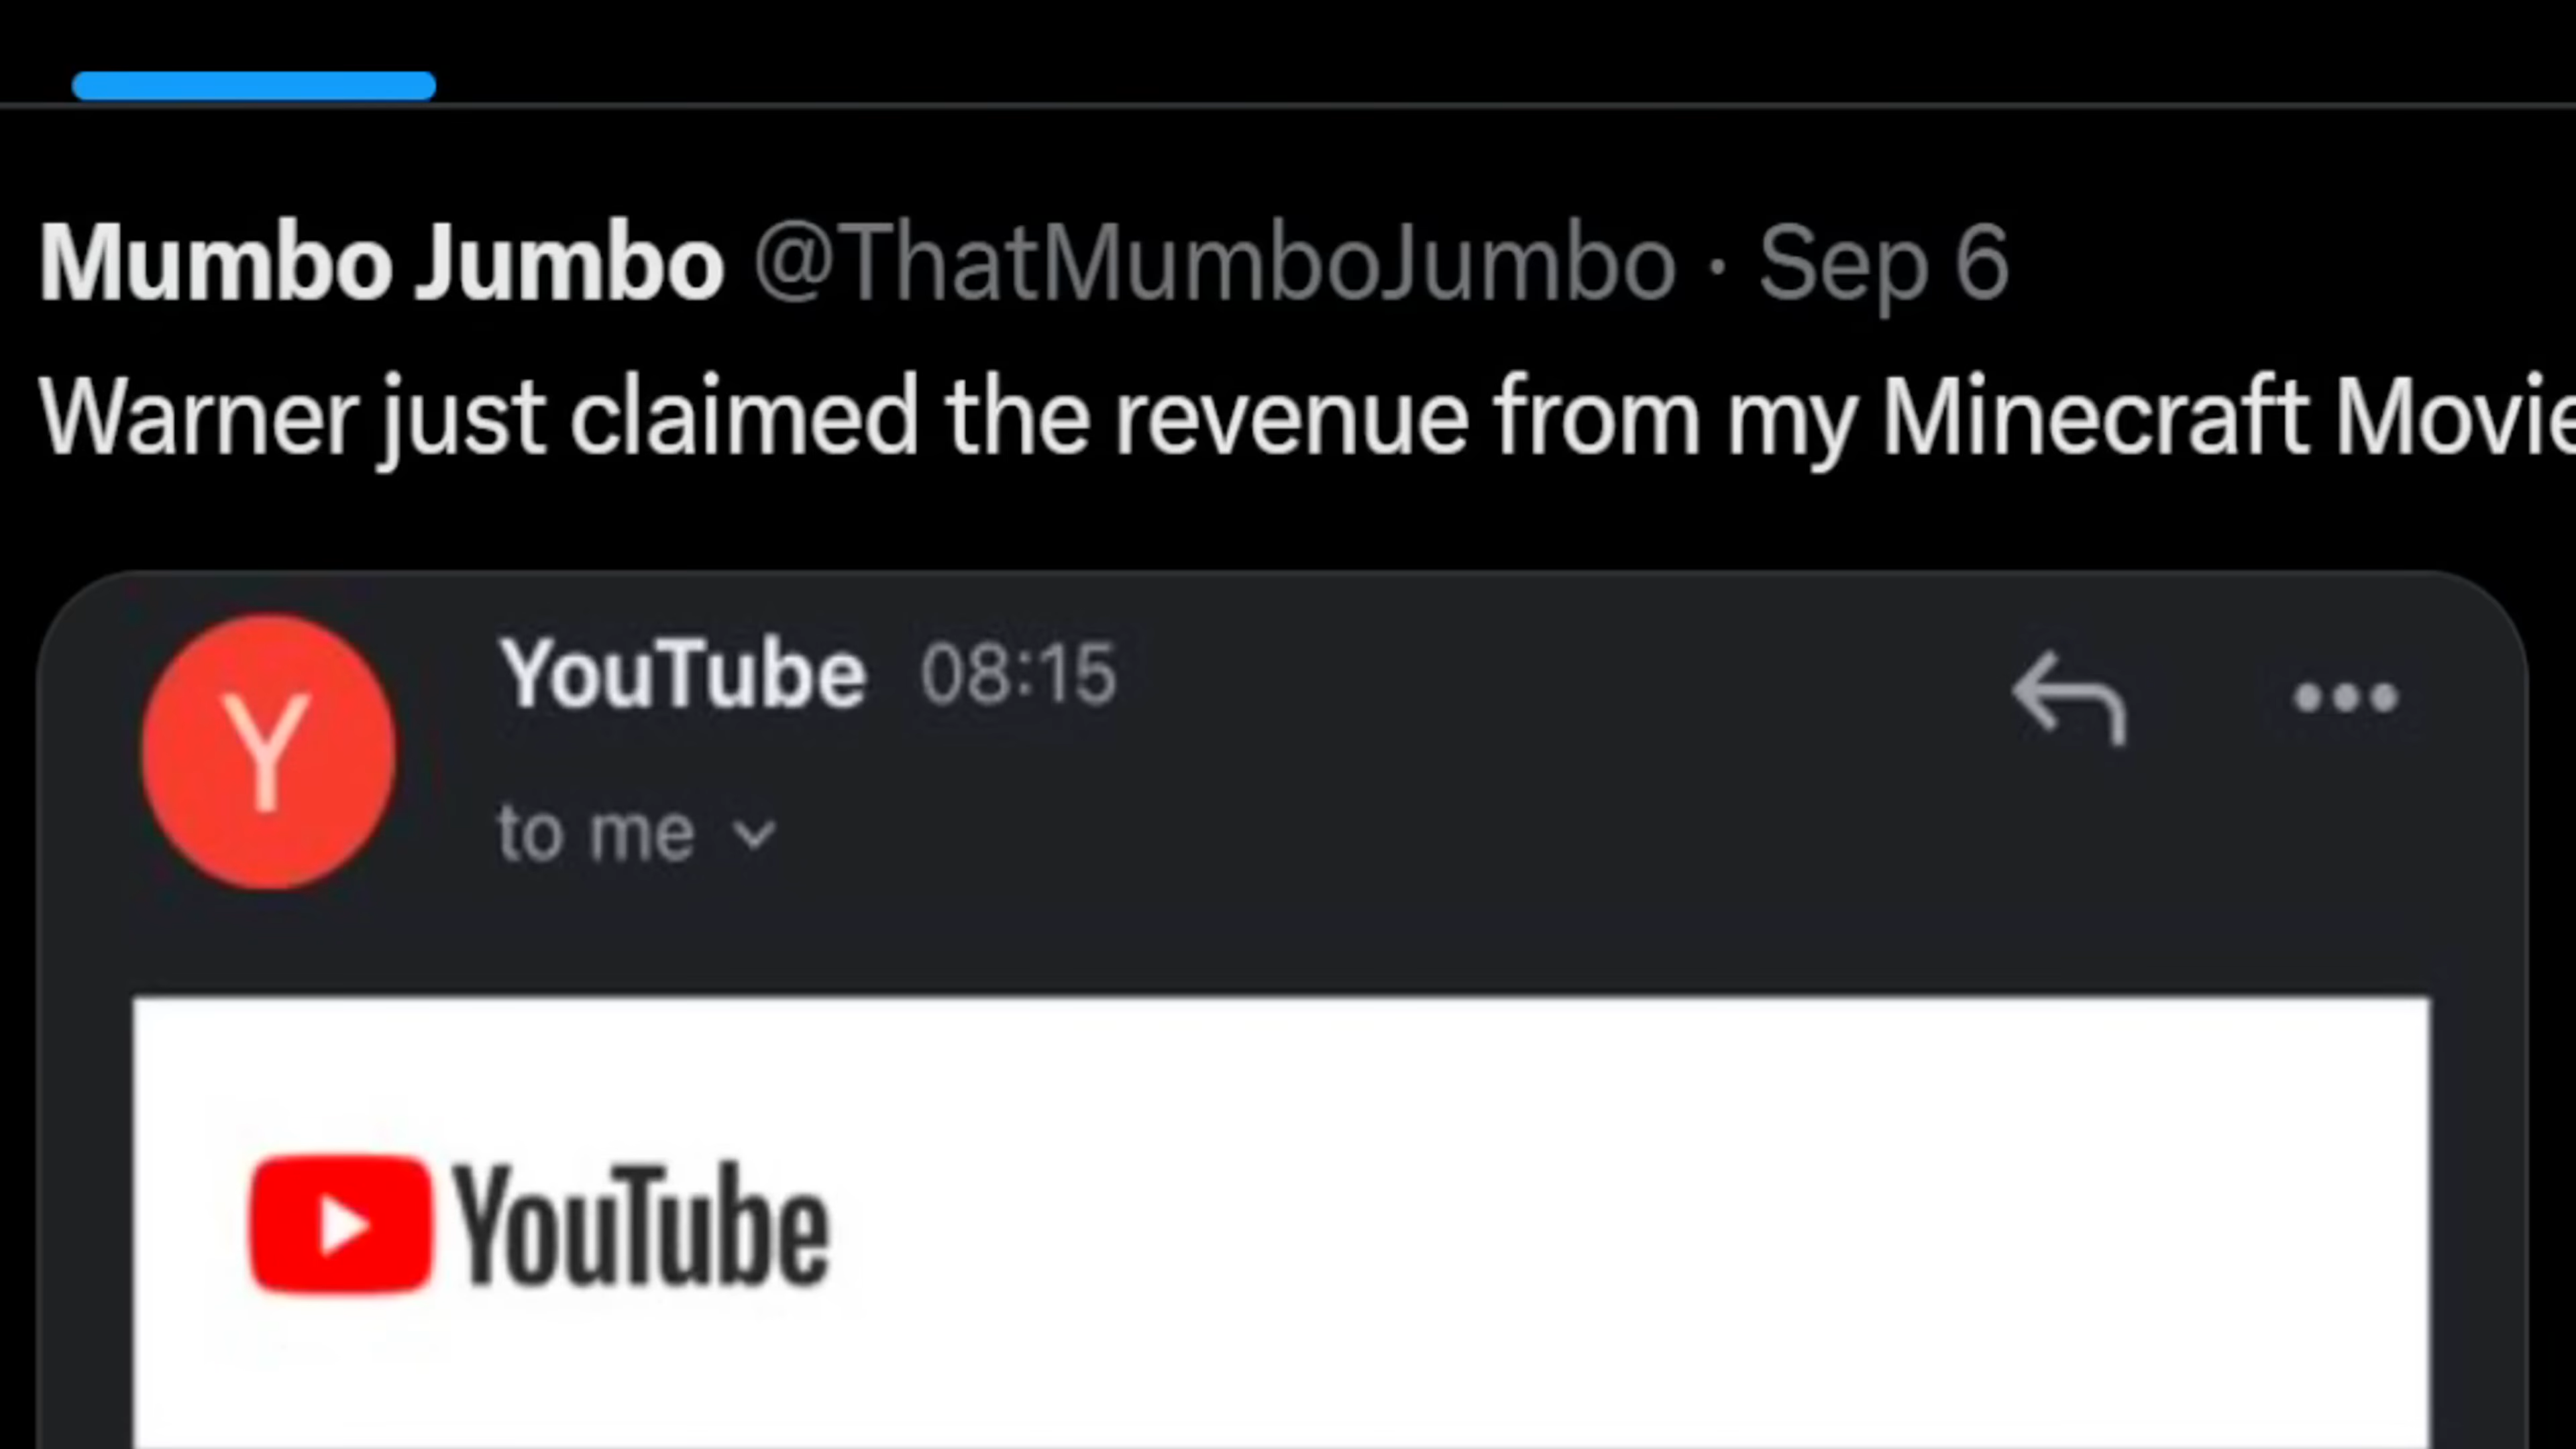 Mumbo Jumbo @ThatMumboJumbo · Sep 6
Warner just claimed the revenue from my Minecraft Movie
Y
YouTube 08:15
to me
YouTube